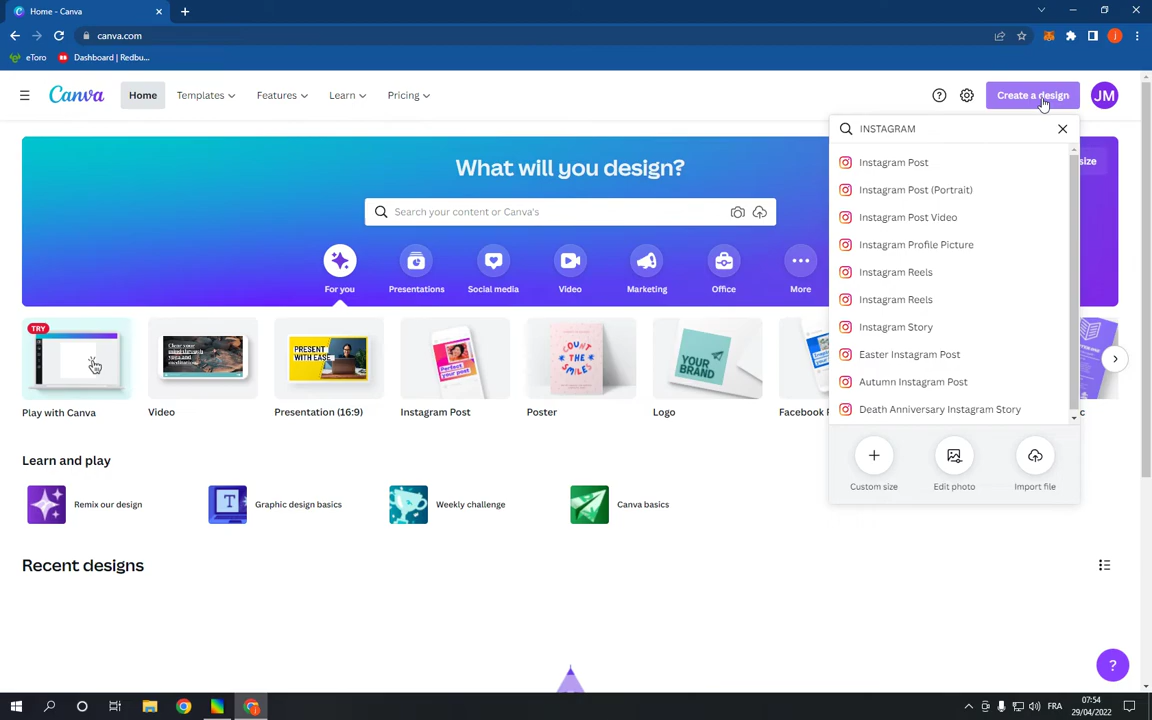 Home - Canva
canva.com
eToro
Dashboard | Redbu...
Canva
Home
Templates
Features
Learn
Pricing
Create a design
JM
INSTAGRAM
Instagram Post
Instagram Post (Portrait)
Instagram Post Video
Instagram Profile Picture
Instagram Reels
Instagram Reels
Instagram Story
Easter Instagram Post
Autumn Instagram Post
Death Anniversary Instagram Story
Custom size
Edit photo
Import file
What will you design?
size
Search your content or Canva's
For you
Presentations
Social media
Video
Marketing
Office
More
TRY
PRESENT
WITH EASE
COUNT
THE
SMILES
YOUR
BRAND
Play with Canva
Video
Presentation (16:9)
Instagram Post
Poster
Logo
Facebook
Learn and play
Remix our design
Graphic design basics
Weekly challenge
Canva basics
Recent designs
FRA
07:54
29/04/2022